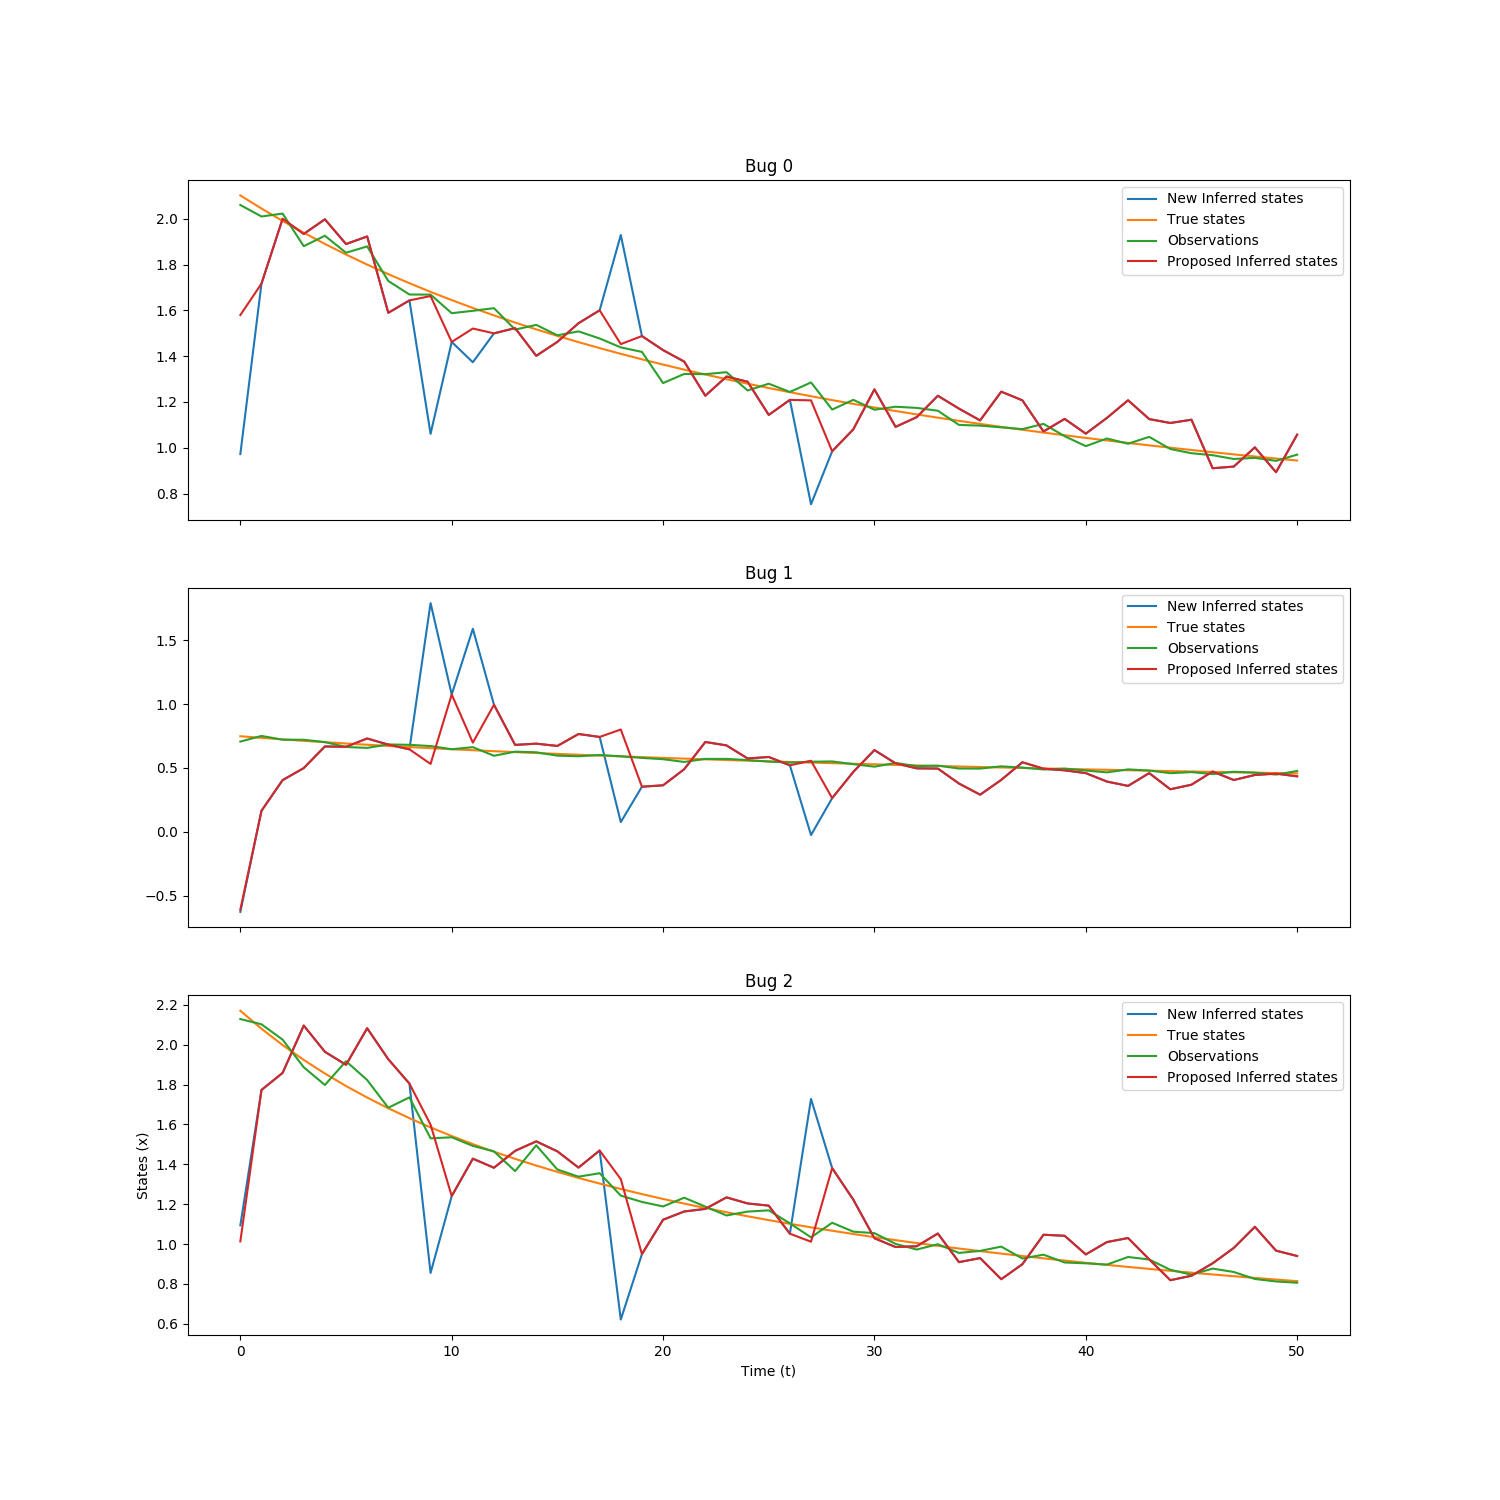 Bug 0
2.0
1.8
1.6
1.4
1.2
1.0
0.8
New Inferred states
True states
Observations
Proposed Inferred states
Bug 1
1.5
1.0
0.5
0.0
−0.5
New Inferred states
True states
Observations
Proposed Inferred states
Bug 2
2.2
2.0
1.8
1.6
1.4
1.2
1.0
0.8
0.6
States (x)
New Inferred states
True states
Observations
Proposed Inferred states
0 10 20 30 40 50
Time (t)